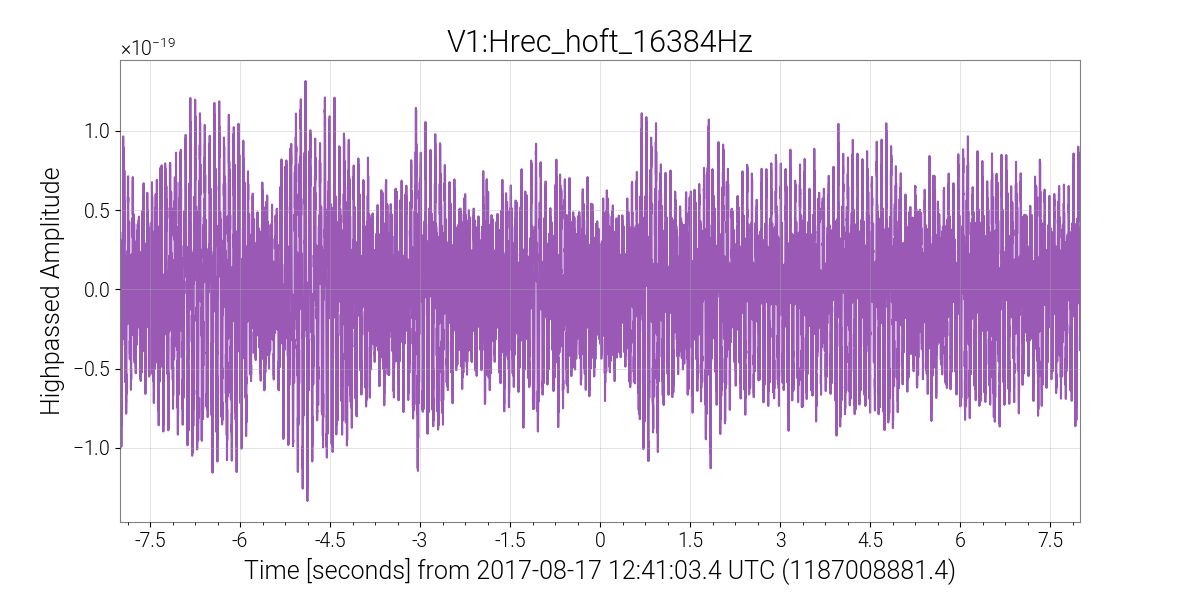 V1:Hrec_hoft_16384Hz
×10⁻¹⁹
Highpassed Amplitude
1.0
0.5
0.0
−0.5
−1.0
-7.5 -6 -4.5 -3 -1.5 0 1.5 3 4.5 6 7.5
Time [seconds] from 2017-08-17 12:41:03.4 UTC (1187008881.4)